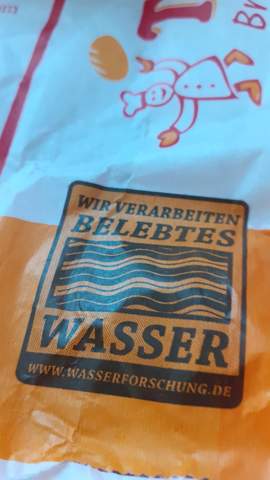 WIR VERARBEITEN
BELEBTES
WASSER
WWW.WASSERFORSCHUNG.DE